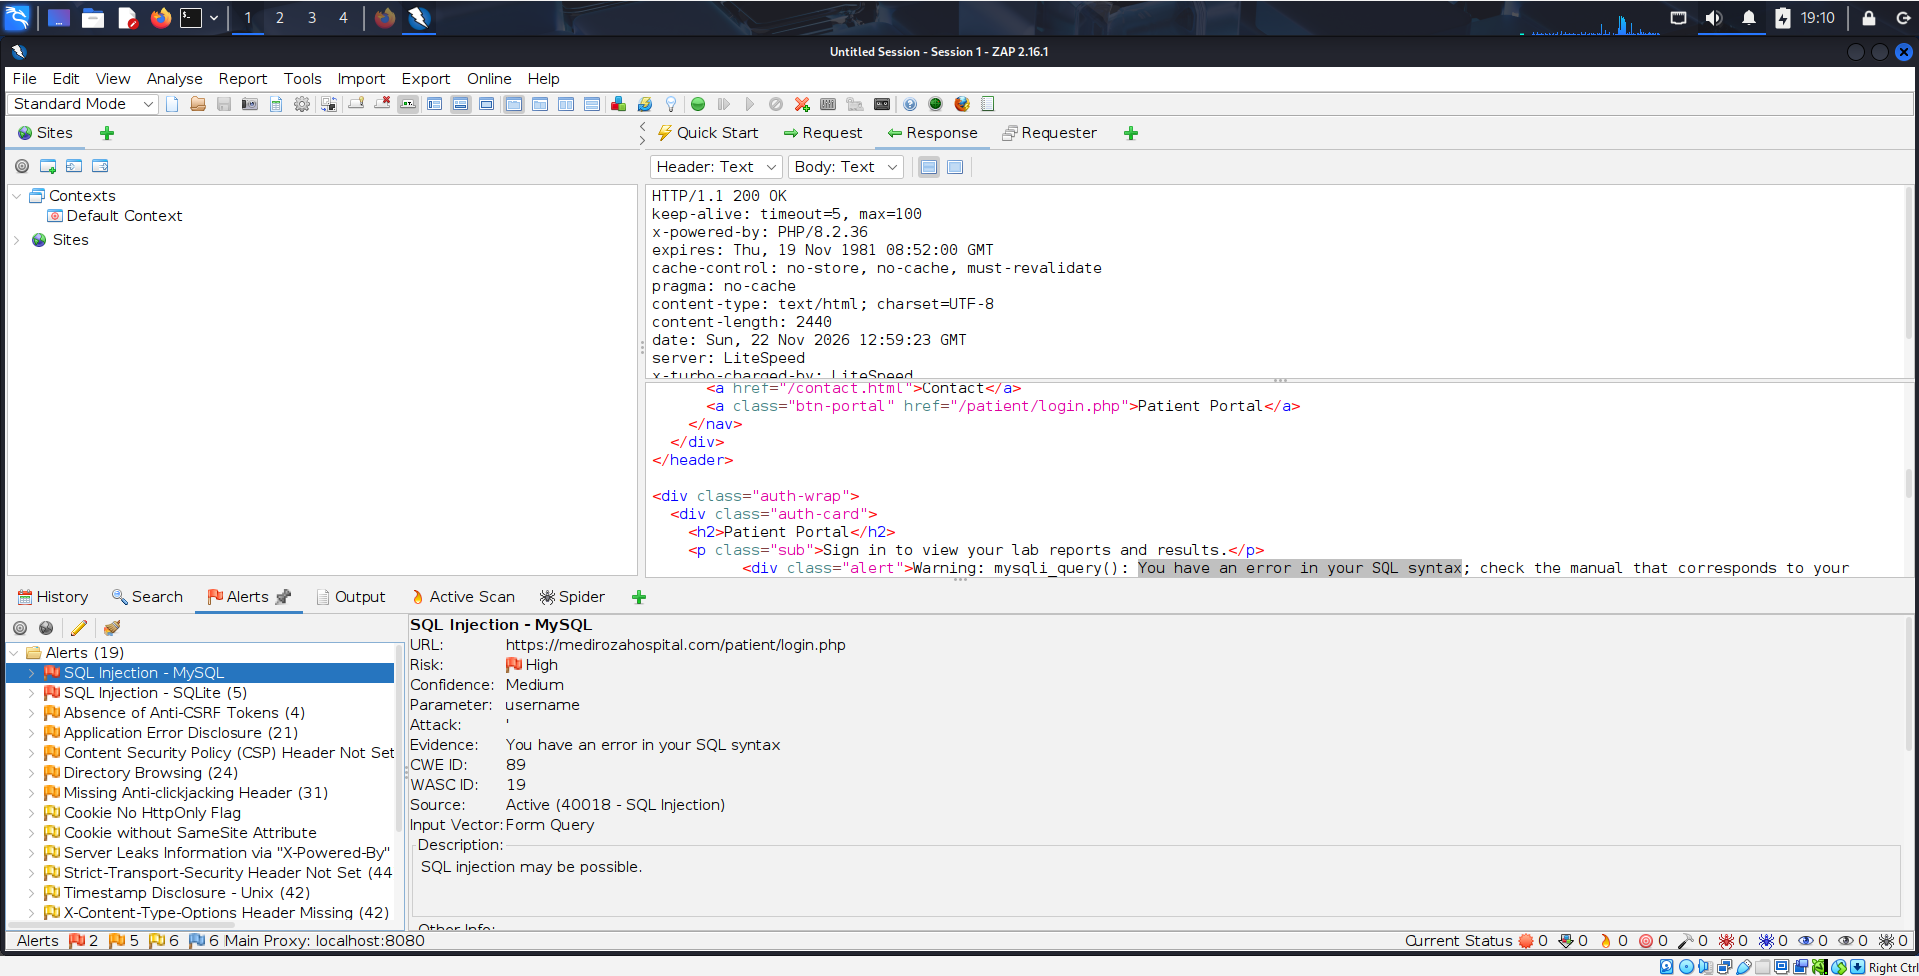 1 2 3 4 19:10
Untitled Session - Session 1 - ZAP 2.16.1
File Edit View Analyse Report Tools Import Export Online Help
Standard Mode
Sites
Quick Start Request Response Requester
Header: Text Body: Text
Contexts
Default Context
Sites
HTTP/1.1 200 OK
keep-alive: timeout=5, max=100
x-powered-by: PHP/8.2.36
expires: Thu, 19 Nov 1981 08:52:00 GMT
cache-control: no-store, no-cache, must-revalidate
pragma: no-cache
content-type: text/html; charset=UTF-8
content-length: 2440
date: Sun, 22 Nov 2026 12:59:23 GMT
server: LiteSpeed
x-turbo-charged-by: LiteSpeed
<a href="/contact.html">Contact</a>
<a class="btn-portal" href="/patient/login.php">Patient Portal</a>
</nav>
</div>
</header>
<div class="auth-wrap">
<div class="auth-card">
<h2>Patient Portal</h2>
<p class="sub">Sign in to view your lab reports and results.</p>
<div class="alert">Warning: mysqli_query(): You have an error in your SQL syntax; check the manual that corresponds to your
History Search Alerts Output Active Scan Spider
Alerts (19)
SQL Injection - MySQL
SQL Injection - SQLite (5)
Absence of Anti-CSRF Tokens (4)
Application Error Disclosure (21)
Content Security Policy (CSP) Header Not Set
Directory Browsing (24)
Missing Anti-clickjacking Header (31)
Cookie No HttpOnly Flag
Cookie without SameSite Attribute
Server Leaks Information via "X-Powered-By"
Strict-Transport-Security Header Not Set (44
Timestamp Disclosure - Unix (42)
X-Content-Type-Options Header Missing (42)
SQL Injection - MySQL
URL: https://medirozahospital.com/patient/login.php
Risk: High
Confidence: Medium
Parameter: username
Attack: '
Evidence: You have an error in your SQL syntax
CWE ID: 89
WASC ID: 19
Source: Active (40018 - SQL Injection)
Input Vector: Form Query
Description:
SQL injection may be possible.
Other Info:
Alerts 2 5 6 6 Main Proxy: localhost:8080
Current Status 0 0 0 0 0 0 0 0 0 0
Right Ctrl